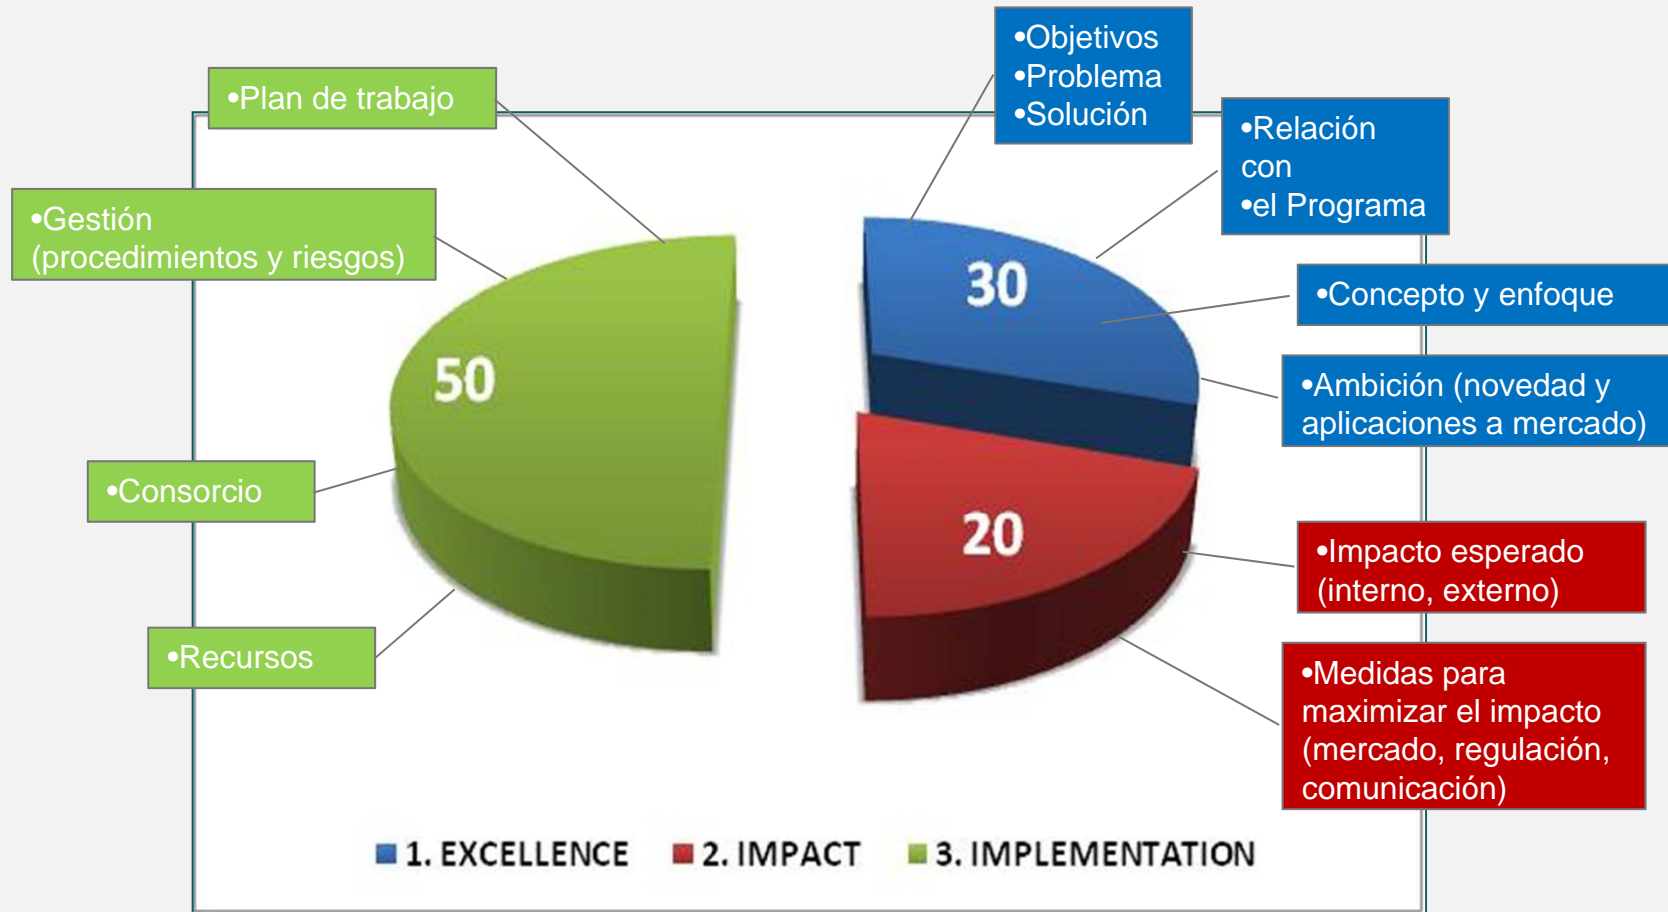 •Objetivos
•Problema
•Solución
•Plan de trabajo
•Relación
con
•el Programa
•Gestión
(procedimientos y riesgos)
30
•Concepto y enfoque
50
•Ambición (novedad y
aplicaciones a mercado)
•Consorcio
20
•Impacto esperado
(interno, externo)
•Recursos
•Medidas para
maximizar el impacto
(mercado, regulación,
comunicación)
1. EXCELLENCE
2. IMPACT
3. IMPLEMENTATION